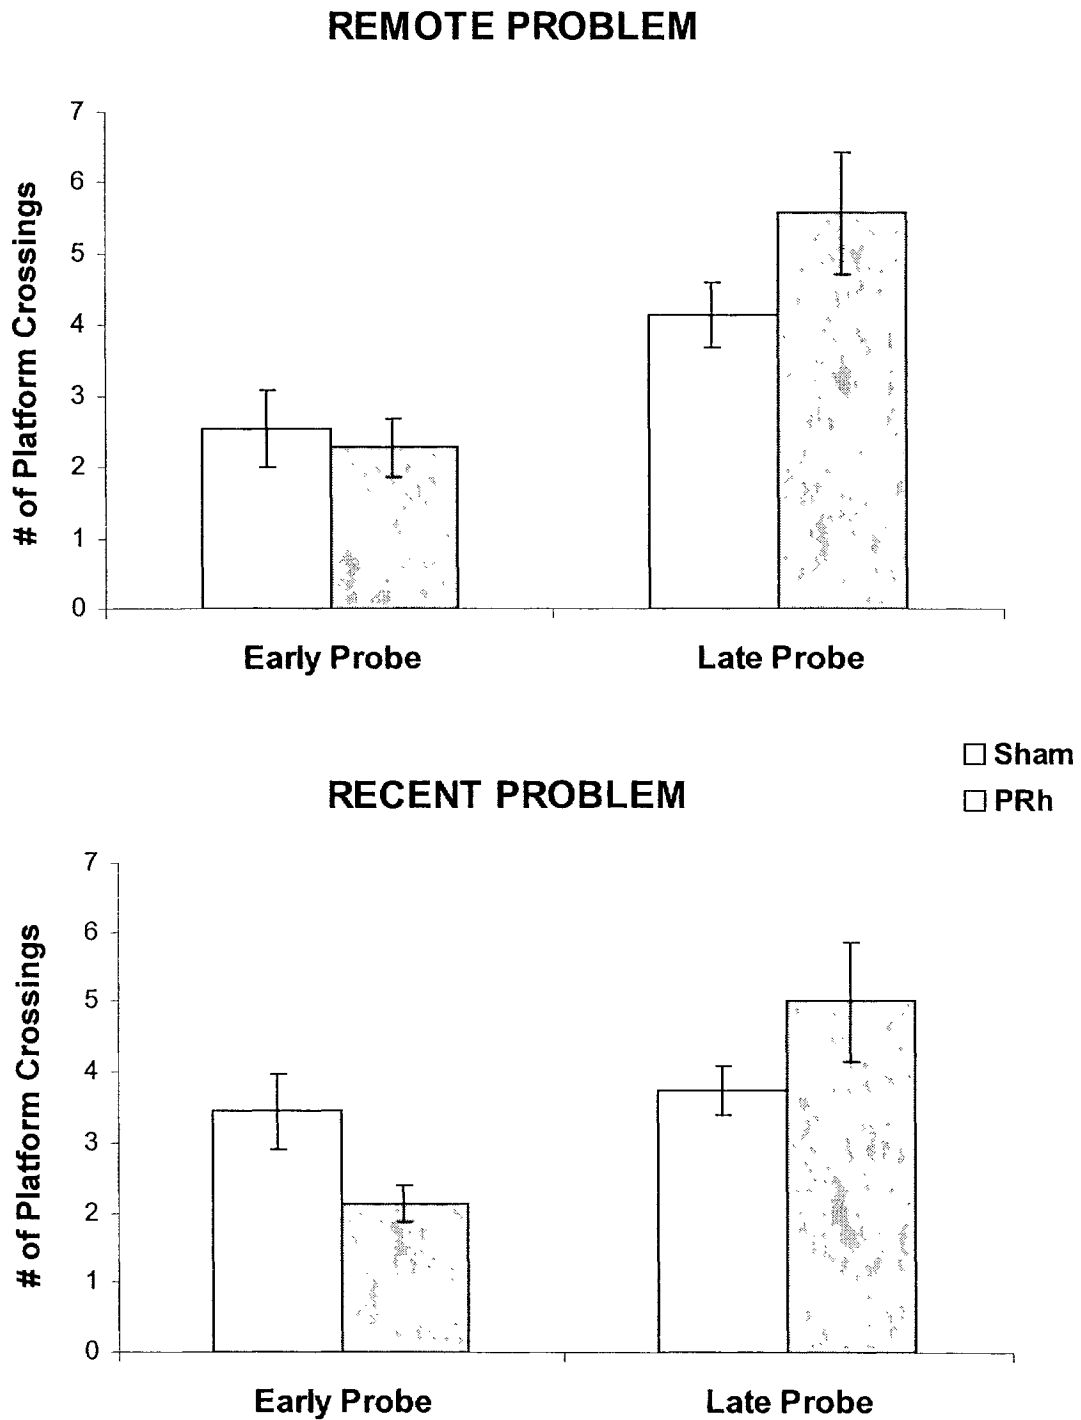 REMOTE PROBLEM
# of Platform Crossings
7
6
5
4
3
2
1
0
Early Probe
Late Probe
Sham
PRh
RECENT PROBLEM
# of Platform Crossings
7
6
5
4
3
2
1
0
Early Probe
Late Probe